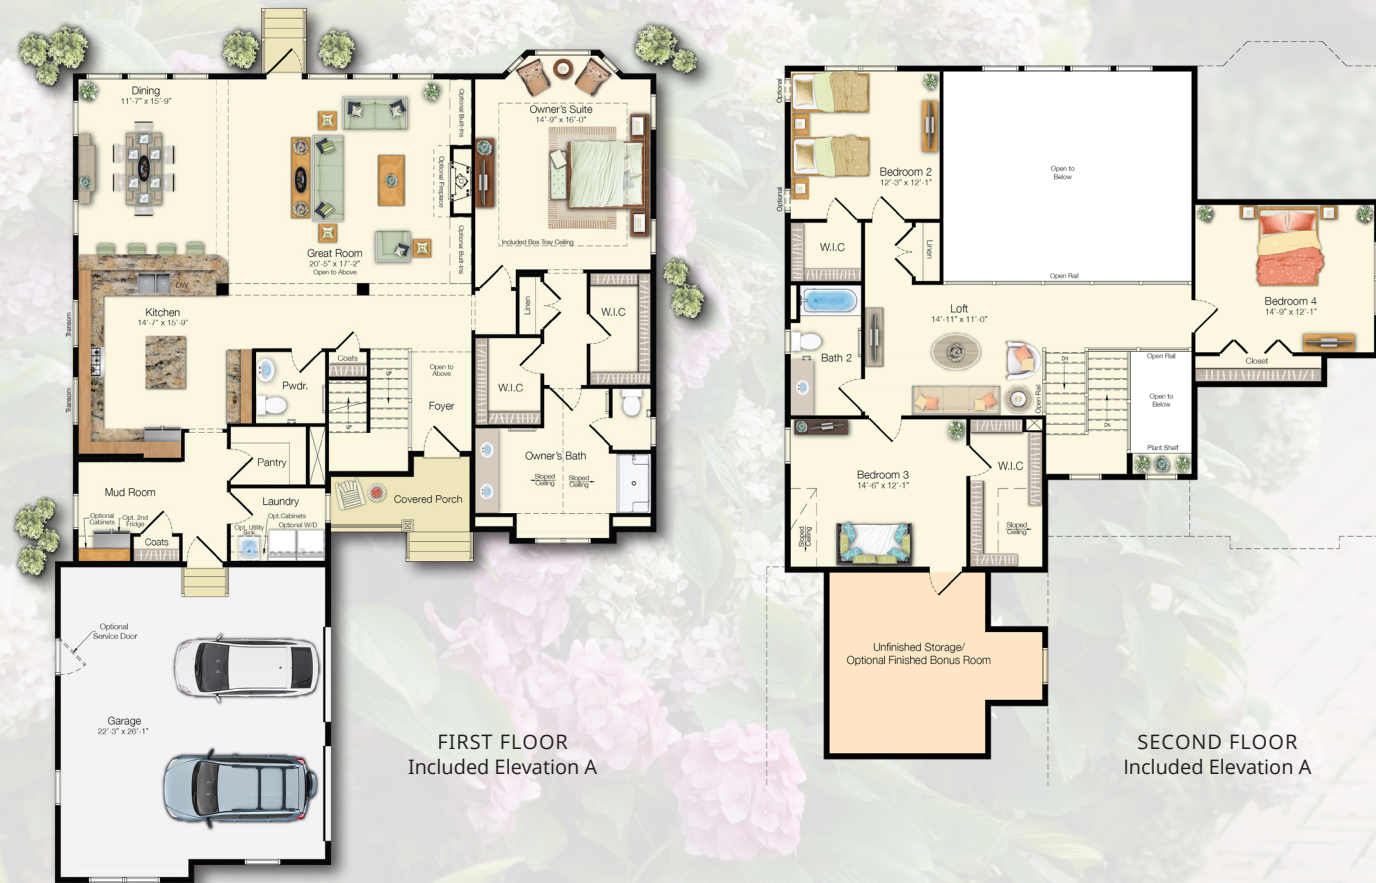 Dining
11'-7" x 15'-9"
Optional Built-Ins
Owner's Suite
14'-9" x 16'-0"
Optional Fireplace
Included Box Tray Ceiling
Great Room
20'-5" x 17'-2"
Open to Above
Optional Built-Ins
DW
Kitchen
14'-7" x 15'-9"
Transom
Transom
Linen
W.I.C
Coats
Pwdr.
UP
UP
Open to
Above
Foyer
W.I.C
Pantry
Owner's Bath
Sloped
Ceiling
Sloped
Ceiling
Mud Room
Optional
Cabinets
Opt. 2nd
Fridge
Coats
Laundry
Opt.Cabinets
Optional W/D
Opt. Utility
Sink
Covered Porch
Optional
Service Door
Garage
22'-3" x 26'-1"
FIRST FLOOR
Included Elevation A
Optional
Optional
Bedroom 2
12'-3" x 12'-1"
Open to
Below
W.I.C
Linen
Open Rail
Loft
14'-11" x 11'-0"
Bedroom 4
14'-9" x 12'-1"
Closet
Bath 2
Open Rail
DN
DN
Open Rail
Open to
Below
Plant Shelf
Bedroom 3
14'-6" x 12'-1"
W.I.C
Sloped
Ceiling
Sloped
Ceiling
Unfinished Storage/
Optional Finished Bonus Room
SECOND FLOOR
Included Elevation A